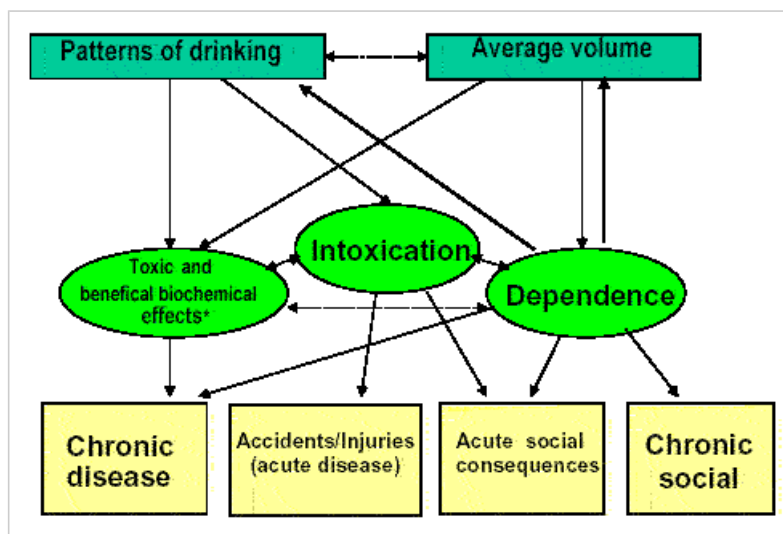 Patterns of drinking
Average volume
Intoxication
Toxic and
benefical biochemical
effects*
Dependence
Chronic
disease
Accidents/Injuries
(acute disease)
Acute social
consequences
Chronic
social